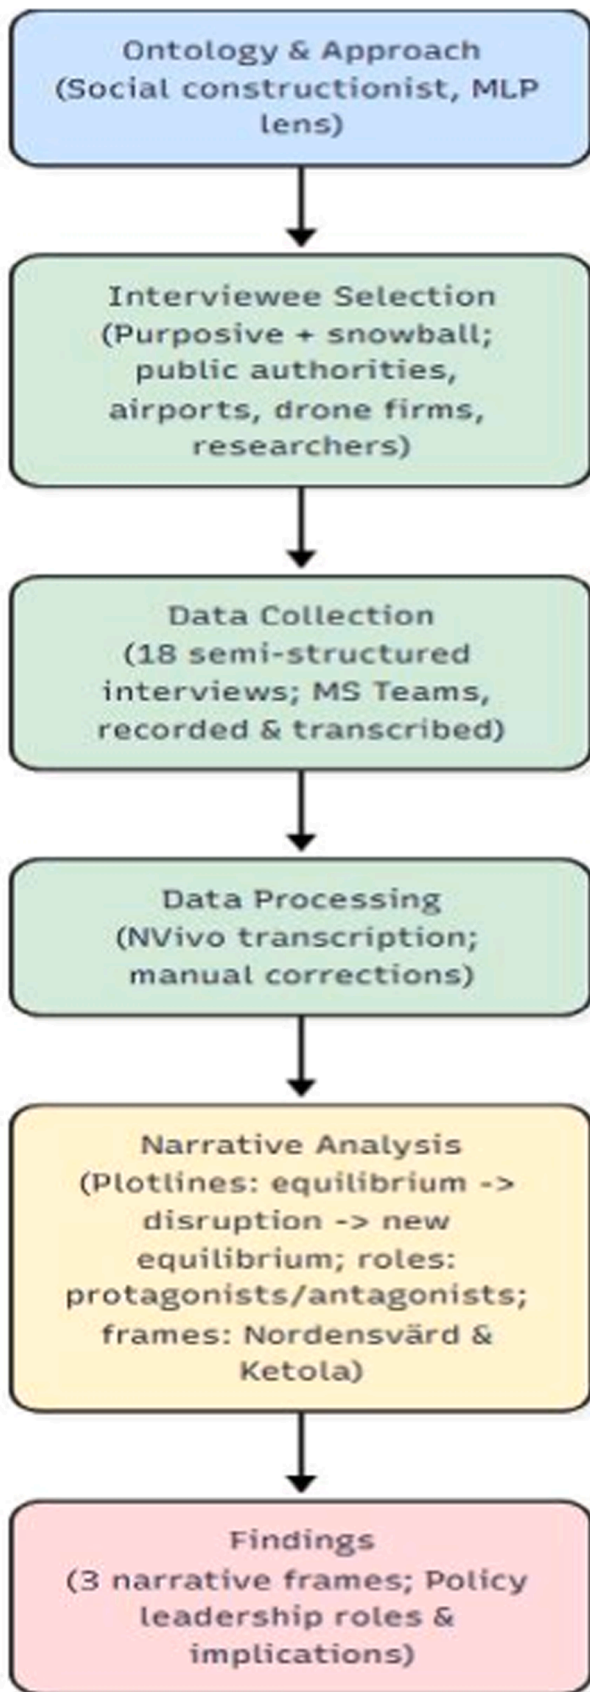 Ontology & Approach
(Social constructionist, MLP
lens)
Interviewee Selection
(Purposive + snowball;
public authorities,
airports, drone firms,
researchers)
Data Collection
(18 semi-structured
interviews; MS Teams,
recorded & transcribed)
Data Processing
(NVivo transcription;
manual corrections)
Narrative Analysis
(Plotlines: equilibrium ->
disruption -> new
equilibrium; roles:
protagonists/antagonists;
frames: Nordensvärd &
Ketola)
Findings
(3 narrative frames; Policy
leadership roles &
implications)